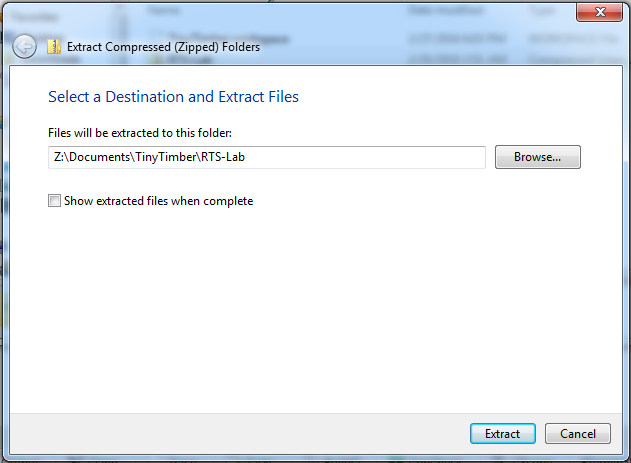 Extract Compressed (Zipped) Folders
Select a Destination and Extract Files
Files will be extracted to this folder:
Z:\Documents\TinyTimber\RTS-Lab
Browse...
Show extracted files when complete
Extract
Cancel